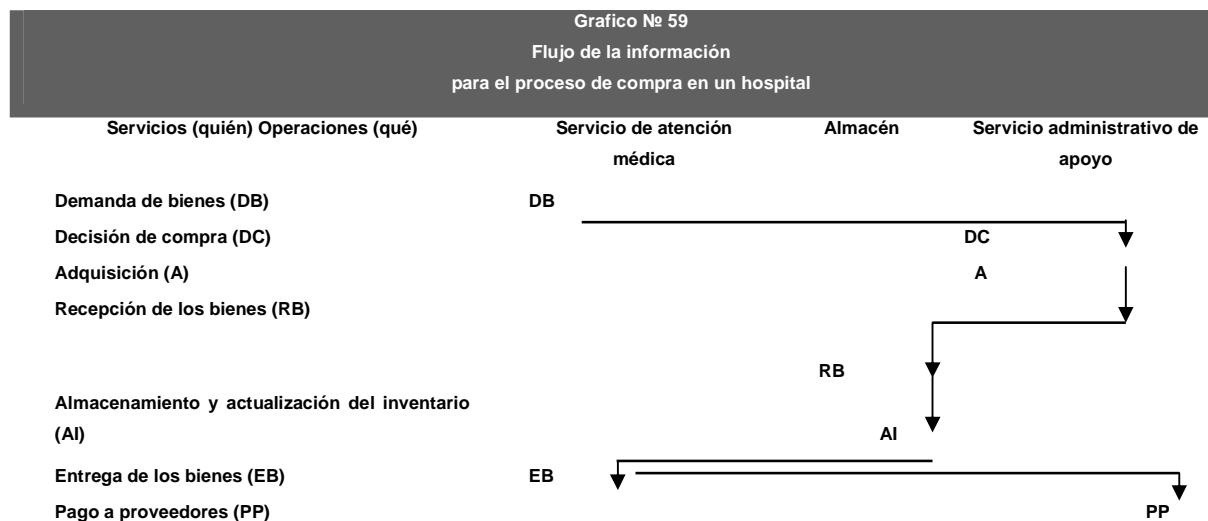 Grafico № 59
Flujo de la información
para el proceso de compra en un hospital
Servicios (quién) Operaciones (qué) Servicio de atención médica Almacén Servicio administrativo de apoyo
Demanda de bienes (DB) DB
Decisión de compra (DC) DC
Adquisición (A) A
Recepción de los bienes (RB)
RB
Almacenamiento y actualización del inventario
(AI) AI
Entrega de los bienes (EB) EB
Pago a proveedores (PP) PP